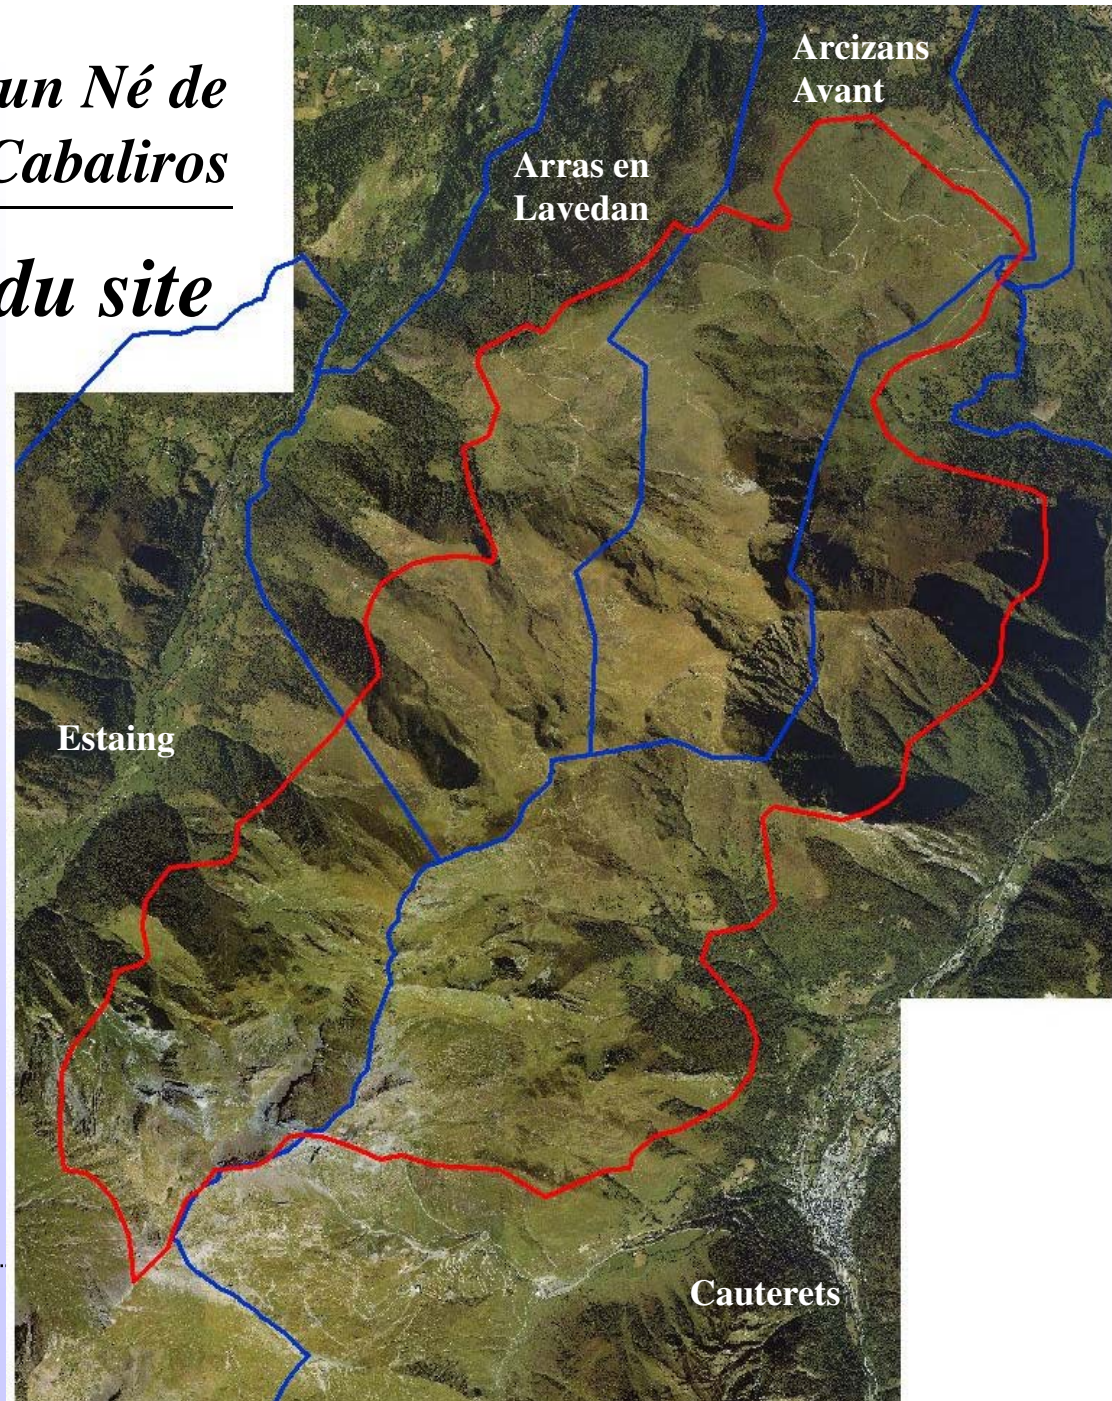 un Né de
Cabaliros
du site
Arcizans
Avant
Arras en
Lavedan
Estaing
Cauterets